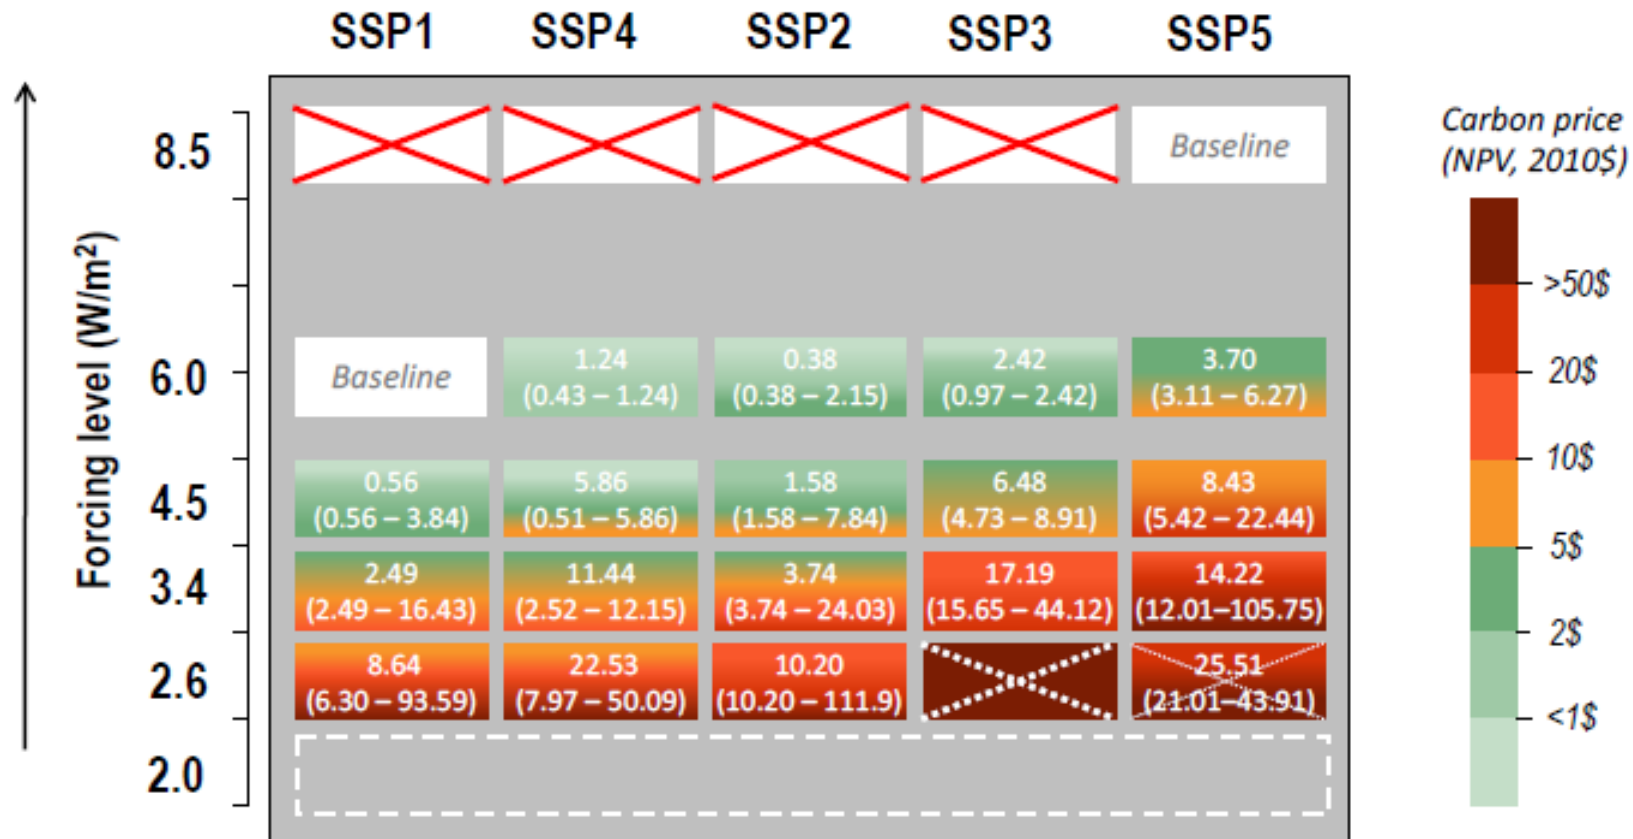 SSP1 SSP4 SSP2 SSP3 SSP5
8.5
Baseline
Forcing level (W/m²)
6.0
Baseline
1.24
(0.43 – 1.24)
0.38
(0.38 – 2.15)
2.42
(0.97 – 2.42)
3.70
(3.11 – 6.27)
4.5
0.56
(0.56 – 3.84)
5.86
(0.51 – 5.86)
1.58
(1.58 – 7.84)
6.48
(4.73 – 8.91)
8.43
(5.42 – 22.44)
3.4
2.49
(2.49 – 16.43)
11.44
(2.52 – 12.15)
3.74
(3.74 – 24.03)
17.19
(15.65 – 44.12)
14.22
(12.01–105.75)
2.6
8.64
(6.30 – 93.59)
22.53
(7.97 – 50.09)
10.20
(10.20 – 111.9)
25.51
(21.01–43.91)
2.0
Carbon price
(NPV, 2010$)
>50$
20$
10$
5$
2$
<1$